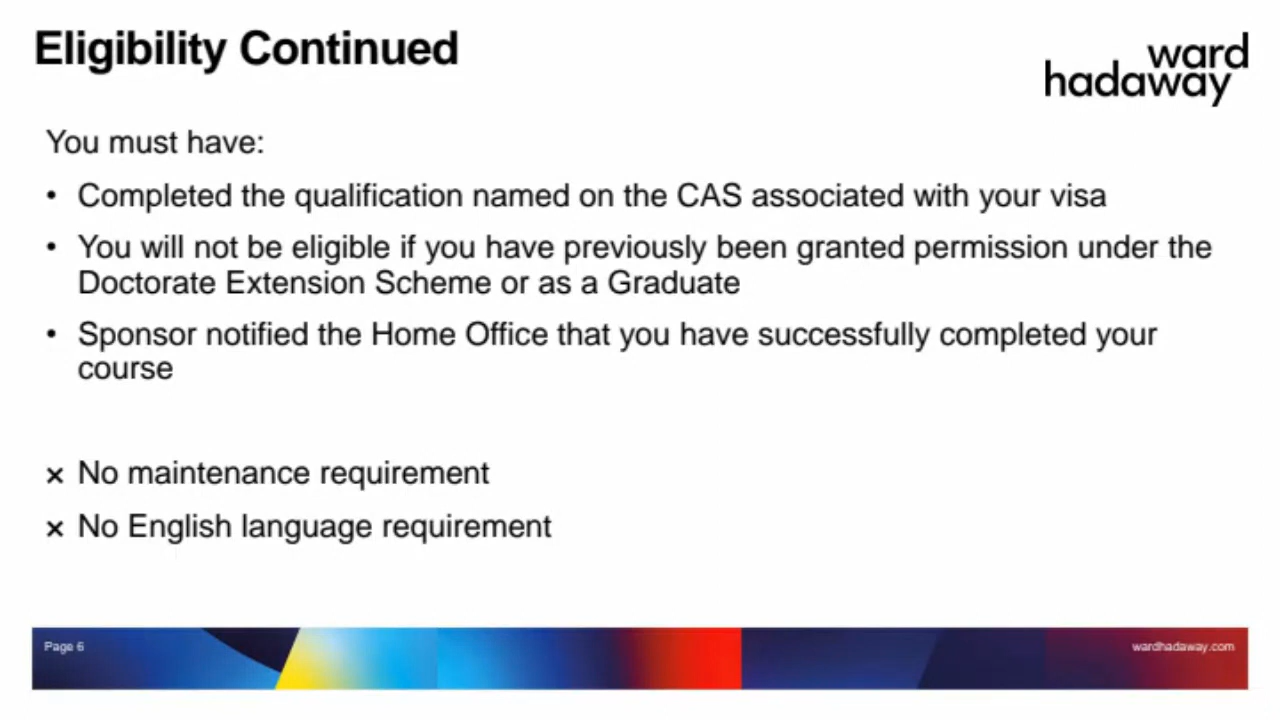 Eligibility Continued
ward
hadaway
You must have:
• Completed the qualification named on the CAS associated with your visa
• You will not be eligible if you have previously been granted permission under the
Doctorate Extension Scheme or as a Graduate
• Sponsor notified the Home Office that you have successfully completed your
course
× No maintenance requirement
× No English language requirement
Page 6
wardhadaway.com